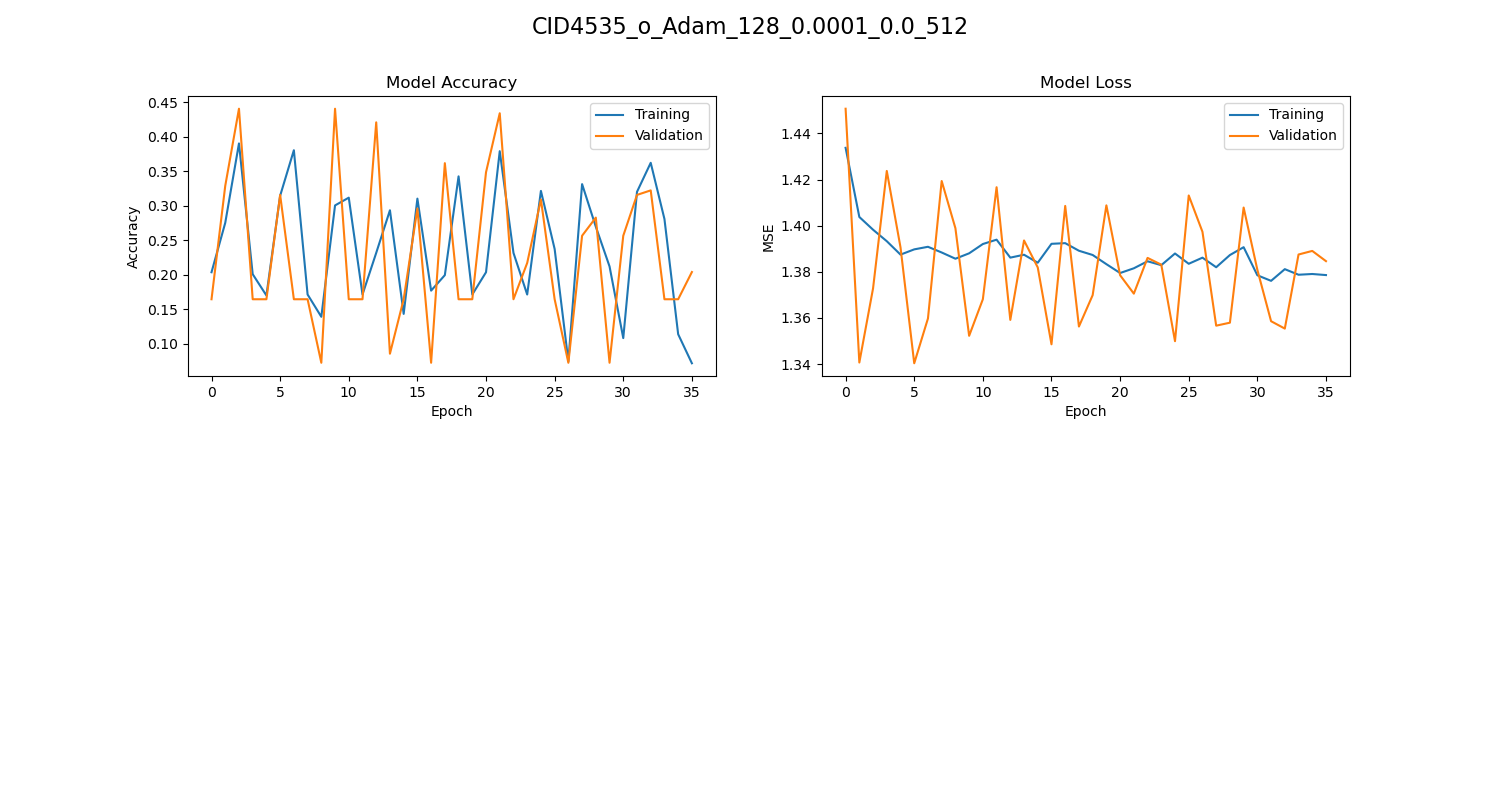 CID4535_o_Adam_128_0.0001_0.0_512
Model Accuracy
Training
Validation
0.45
0.40
0.35
0.30
0.25
0.20
0.15
0.10
Accuracy
0 5 10 15 20 25 30 35
Epoch
Model Loss
Training
Validation
1.44
1.42
1.40
1.38
1.36
1.34
MSE
0 5 10 15 20 25 30 35
Epoch